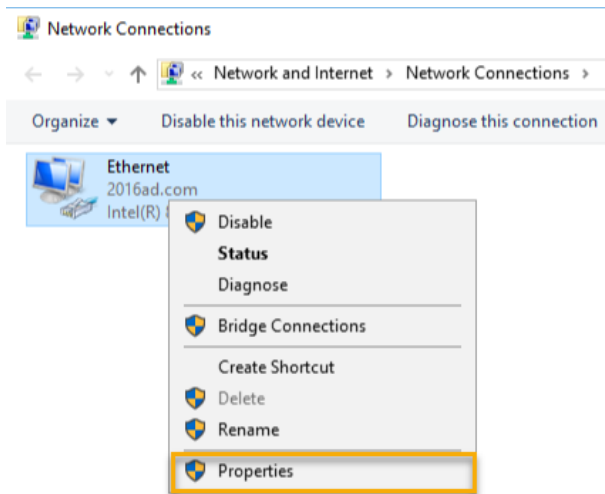 Network Connections
« Network and Internet > Network Connections >
Organize Disable this network device Diagnose this connection
Ethernet
2016ad.com
Intel(R)
Disable
Status
Diagnose
Bridge Connections
Create Shortcut
Delete
Rename
Properties